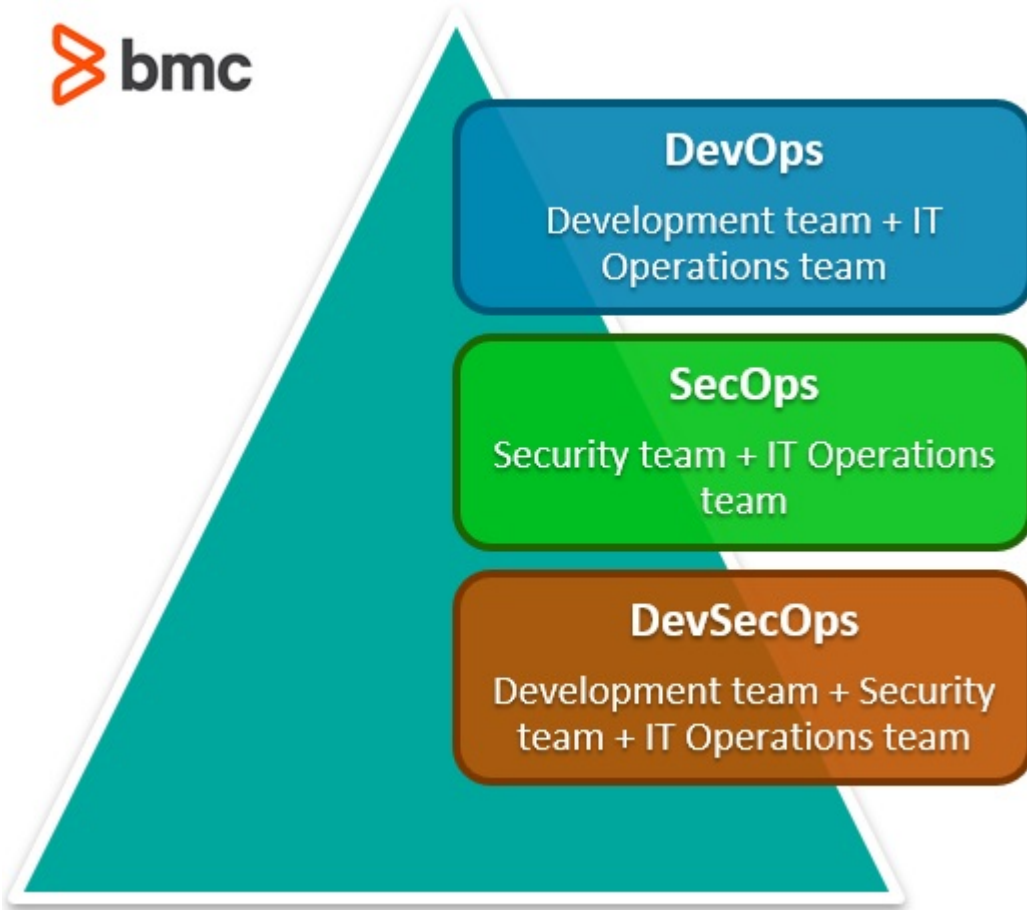 bmc
DevOps
Development team + IT
Operations team
SecOps
Security team + IT Operations
team
DevSecOps
Development team + Security
team + IT Operations team